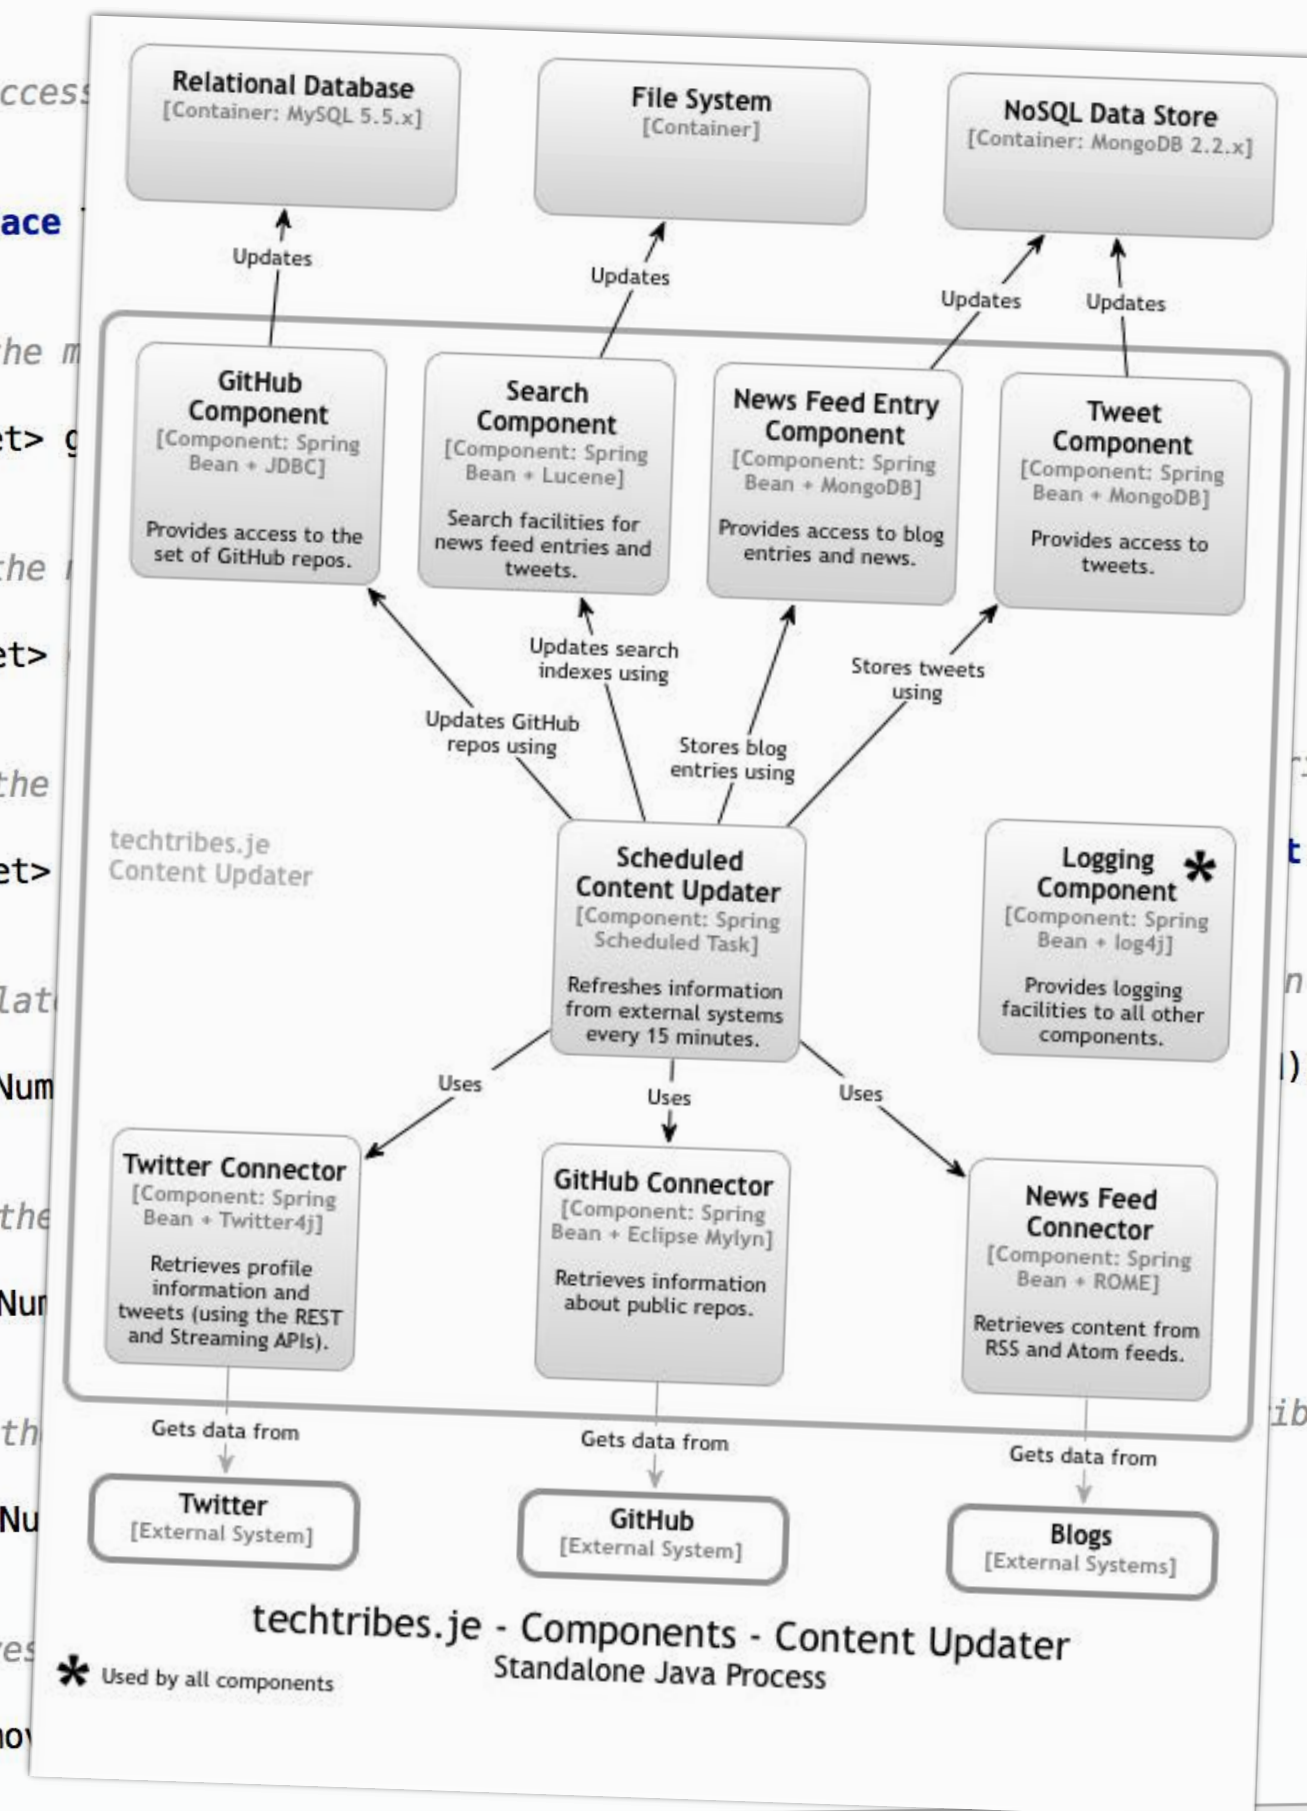 Relational Database
[Container: MySQL 5.5.x]
File System
[Container]
NoSQL Data Store
[Container: MongoDB 2.2.x]
Updates
Updates
Updates
Updates
GitHub
Component
[Component: Spring
Bean + JDBC]
Provides access to the
set of GitHub repos.
Search
Component
[Component: Spring
Bean + Lucene]
Search facilities for
news feed entries and
tweets.
News Feed Entry
Component
[Component: Spring
Bean + MongoDB]
Provides access to blog
entries and news.
Tweet
Component
[Component: Spring
Bean + MongoDB]
Provides access to
tweets.
Updates GitHub
repos using
Updates search
indexes using
Stores blog
entries using
Stores tweets
using
techtribes.je
Content Updater
Scheduled
Content Updater
[Component: Spring
Scheduled Task]
Refreshes information
from external systems
every 15 minutes.
Logging
Component *
[Component: Spring
Bean + log4j]
Provides logging
facilities to all other
components.
Uses
Uses
Uses
Twitter Connector
[Component: Spring
Bean + Twitter4j]
Retrieves profile
information and
tweets (using the REST
and Streaming APIs).
GitHub Connector
[Component: Spring
Bean + Eclipse Mylyn]
Retrieves information
about public repos.
News Feed
Connector
[Component: Spring
Bean + ROME]
Retrieves content from
RSS and Atom feeds.
Gets data from
Gets data from
Gets data from
Twitter
[External System]
GitHub
[External System]
Blogs
[External Systems]
techtribes.je - Components - Content Updater
Standalone Java Process
* Used by all components